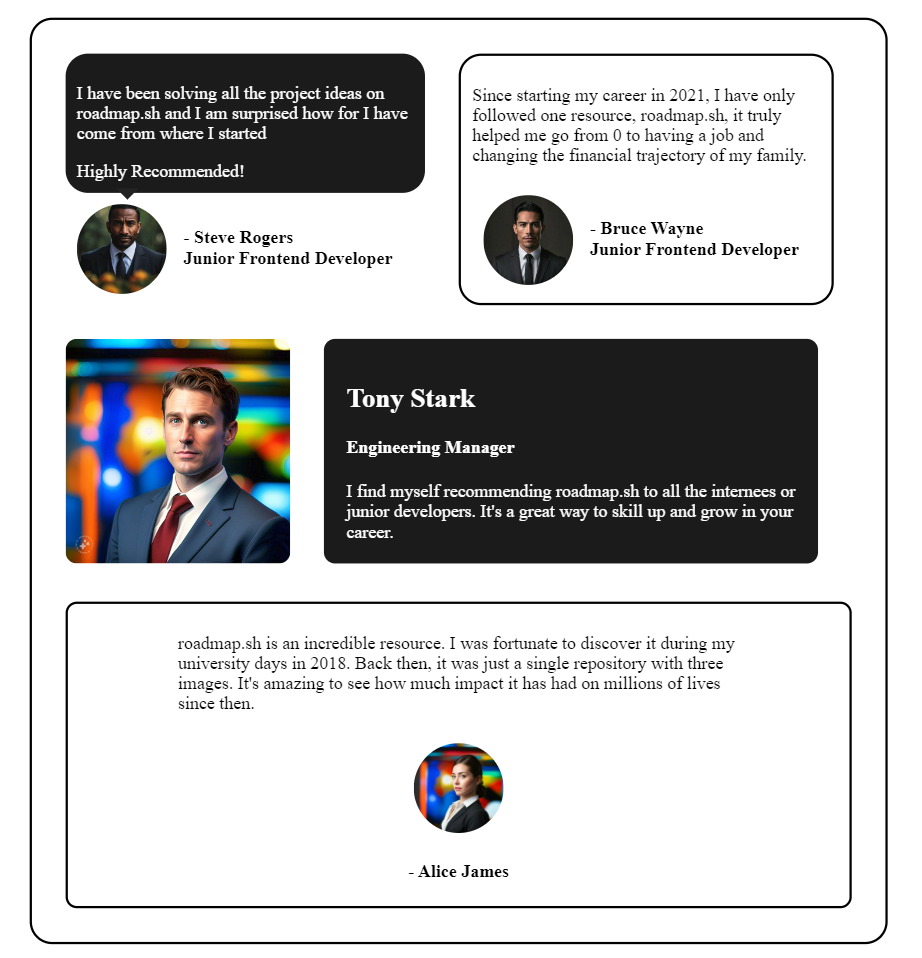 I have been solving all the project ideas on
roadmap.sh and I am surprised how for I have
come from where I started
Highly Recommended!
- Steve Rogers
Junior Frontend Developer
Since starting my career in 2021, I have only
followed one resource, roadmap.sh, it truly
helped me go from 0 to having a job and
changing the financial trajectory of my family.
- Bruce Wayne
Junior Frontend Developer
Tony Stark
Engineering Manager
I find myself recommending roadmap.sh to all the internees or
junior developers. It's a great way to skill up and grow in your
career.
roadmap.sh is an incredible resource. I was fortunate to discover it during my
university days in 2018. Back then, it was just a single repository with three
images. It's amazing to see how much impact it has had on millions of lives
since then.
- Alice James